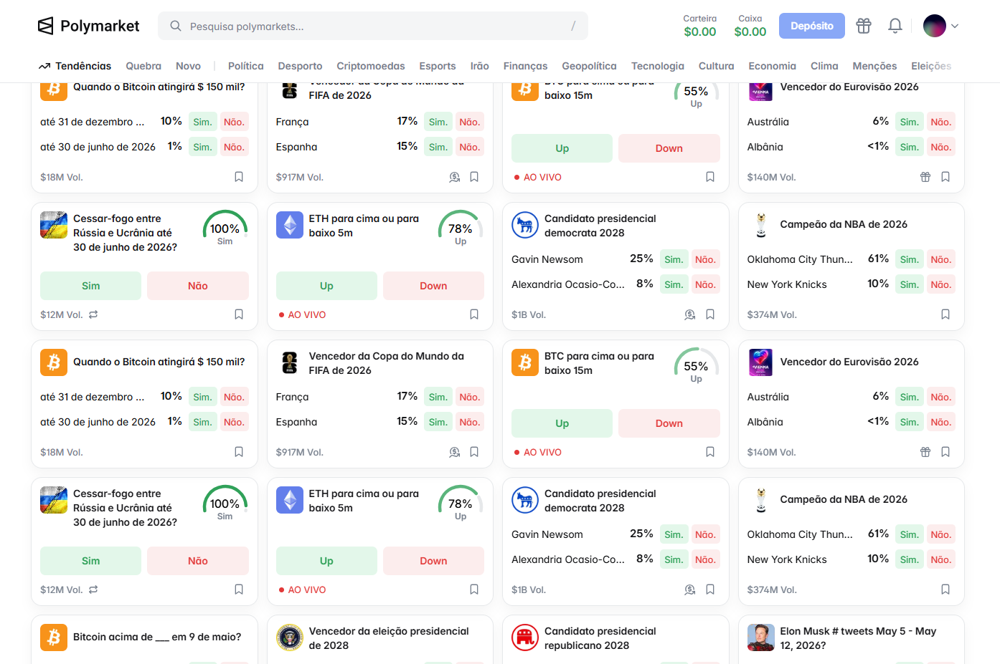 Polymarket
Pesquisa polymarkets...
/
Carteira
$0.00
Caixa
$0.00
Depósito
Tendências
Quebra
Novo
Política
Desporto
Criptomoedas
Esports
Irão
Finanças
Geopolítica
Tecnologia
Cultura
Economia
Clima
Menções
Eleições
Quando o Bitcoin atingirá $ 150 mil?
até 31 de dezembro ...
10%
Sim.
Não.
até 30 de junho de 2026
1%
Sim.
Não.
$18M Vol.
Vencedor da Copa do Mundo da
FIFA de 2026
França
17%
Sim.
Não.
Espanha
15%
Sim.
Não.
$917M Vol.
BTC para cima ou para
baixo 15m
55%
Up
Up
Down
AO VIVO
Vencedor do Eurovisão 2026
Austrália
6%
Sim.
Não.
Albânia
<1%
Sim.
Não.
$140M Vol.
Cessar-fogo entre
Rússia e Ucrânia até
30 de junho de 2026?
100%
Sim
Sim
Não
$12M Vol.
ETH para cima ou para
baixo 5m
78%
Up
Up
Down
AO VIVO
Candidato presidencial
democrata 2028
Gavin Newsom
25%
Sim.
Não.
Alexandria Ocasio-Co...
8%
Sim.
Não.
$1B Vol.
Campeão da NBA de 2026
Oklahoma City Thun...
61%
Sim.
Não.
New York Knicks
10%
Sim.
Não.
$374M Vol.
Quando o Bitcoin atingirá $ 150 mil?
até 31 de dezembro ...
10%
Sim.
Não.
até 30 de junho de 2026
1%
Sim.
Não.
$18M Vol.
Vencedor da Copa do Mundo da
FIFA de 2026
França
17%
Sim.
Não.
Espanha
15%
Sim.
Não.
$917M Vol.
BTC para cima ou para
baixo 15m
55%
Up
Up
Down
AO VIVO
VIENNA
Vencedor do Eurovisão 2026
Austrália
6%
Sim.
Não.
Albânia
<1%
Sim.
Não.
$140M Vol.
Cessar-fogo entre
Rússia e Ucrânia até
30 de junho de 2026?
100%
Sim
Sim
Não
$12M Vol.
ETH para cima ou para
baixo 5m
78%
Up
Up
Down
AO VIVO
Candidato presidencial
democrata 2028
Gavin Newsom
25%
Sim.
Não.
Alexandria Ocasio-Co...
8%
Sim.
Não.
$1B Vol.
Campeão da NBA de 2026
Oklahoma City Thun...
61%
Sim.
Não.
New York Knicks
10%
Sim.
Não.
$374M Vol.
Bitcoin acima de ___ em 9 de maio?
Vencedor da eleição presidencial
de 2028
Candidato presidencial
republicano 2028
Elon Musk # tweets May 5 - May
12, 2026?